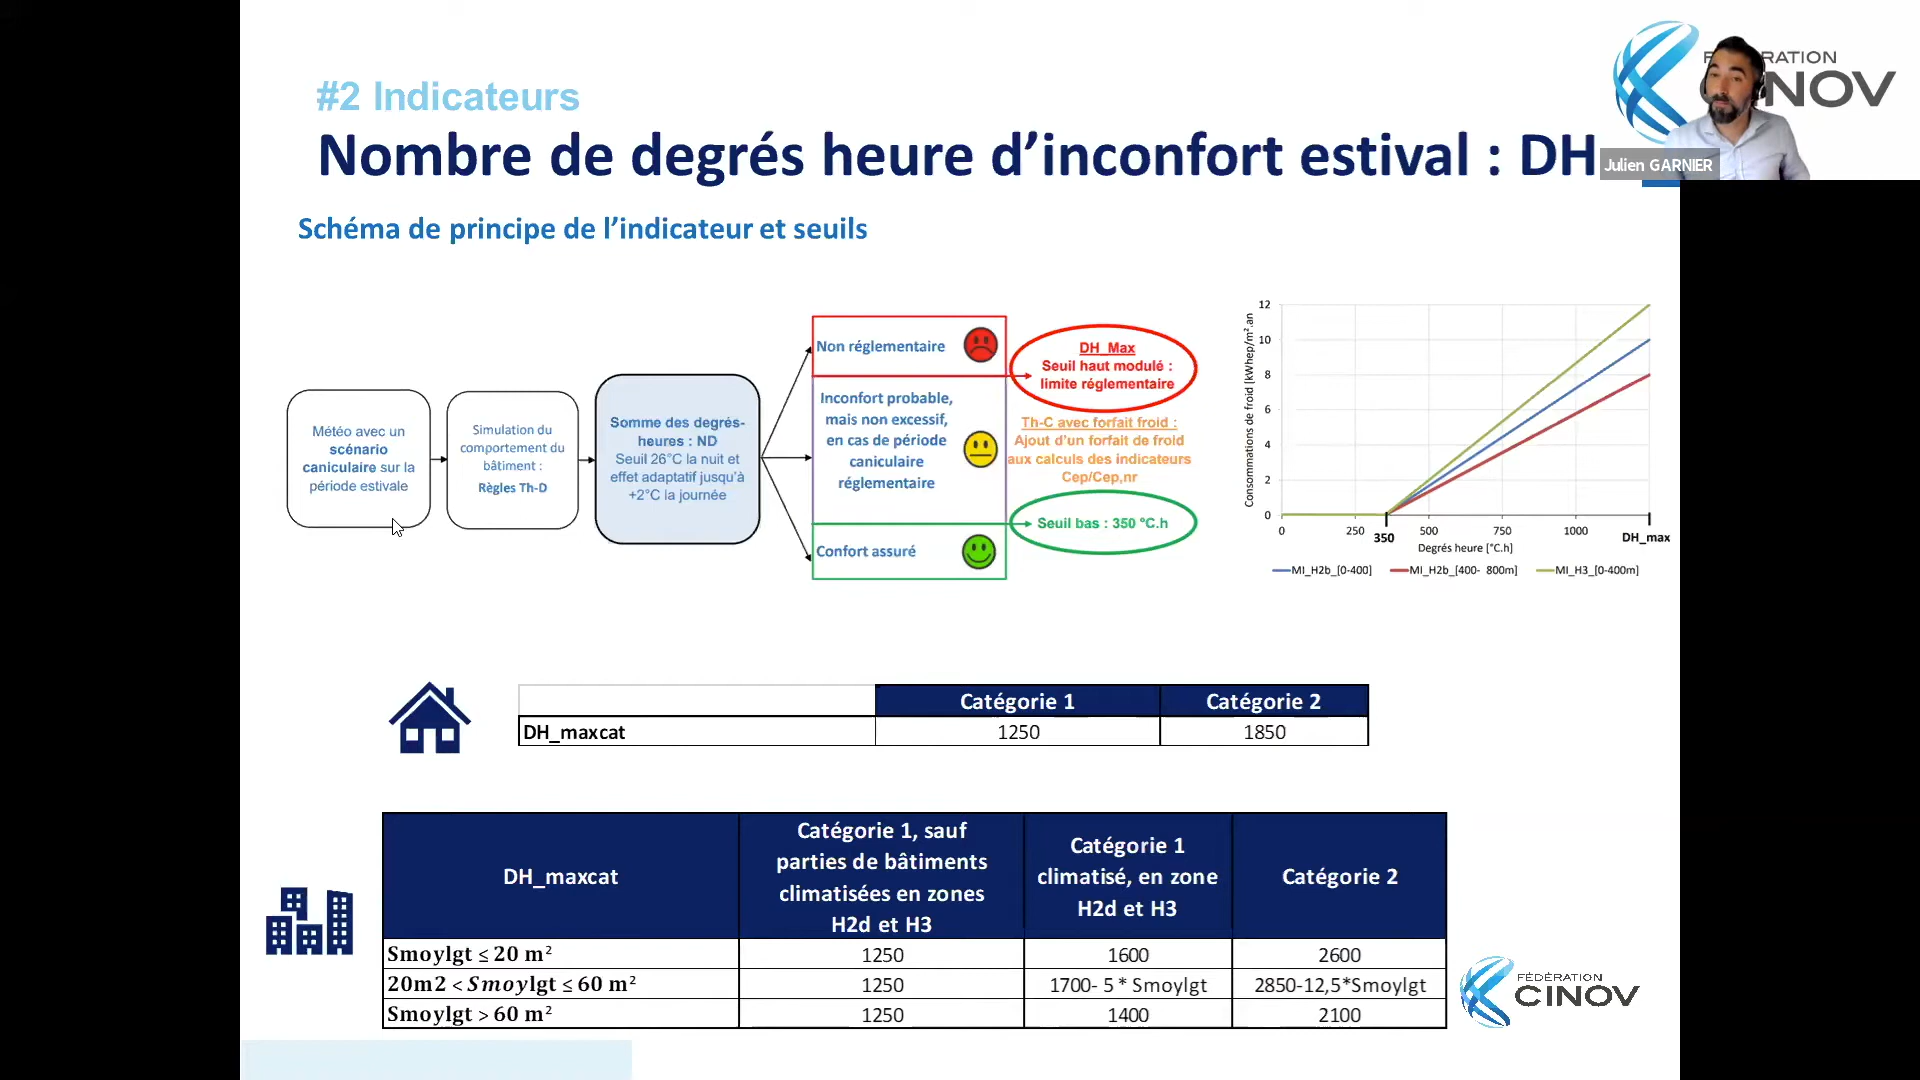 #2 Indicateurs
Nombre de degrés heure d’inconfort estival : DH
Julien GARNIER
FÉDÉRATION
CINOV
Schéma de principe de l’indicateur et seuils
Météo avec un
scénario
caniculaire sur la
période estivale
Simulation du
comportement du
bâtiment :
Règles Th-D
Somme des degrés-
heures : ND
Seuil 26°C la nuit et
effet adaptatif jusqu’à
+2°C la journée
Non réglementaire
Inconfort probable,
mais non excessif,
en cas de période
caniculaire
réglementaire
Confort assuré
DH_Max
Seuil haut modulé :
limite réglementaire
Th-C avec forfait froid :
Ajout d’un forfait de froid
aux calculs des indicateurs
Cep/Cep,nr
Seuil bas : 350 °C.h
Consommations de froid [kWhep/m².an
12
10
8
6
4
2
0
0 250 350 500 750 1000 DH_max
Degrés heure [°C.h]
MI_H2b_[0-400] MI_H2b_[400- 800m] MI_H3_[0-400m]
Catégorie 1 Catégorie 2
DH_maxcat 1250 1850
DH_maxcat
Catégorie 1, sauf
parties de bâtiments
climatisées en zones
H2d et H3
Catégorie 1
climatisé, en zone
H2d et H3
Catégorie 2
Smoylgt ≤ 20 m² 1250 1600 2600
20m2 < Smoylgt ≤ 60 m² 1250 1700- 5 * Smoylgt 2850-12,5*Smoylgt
Smoylgt > 60 m² 1250 1400 2100
FÉDÉRATION
CINOV